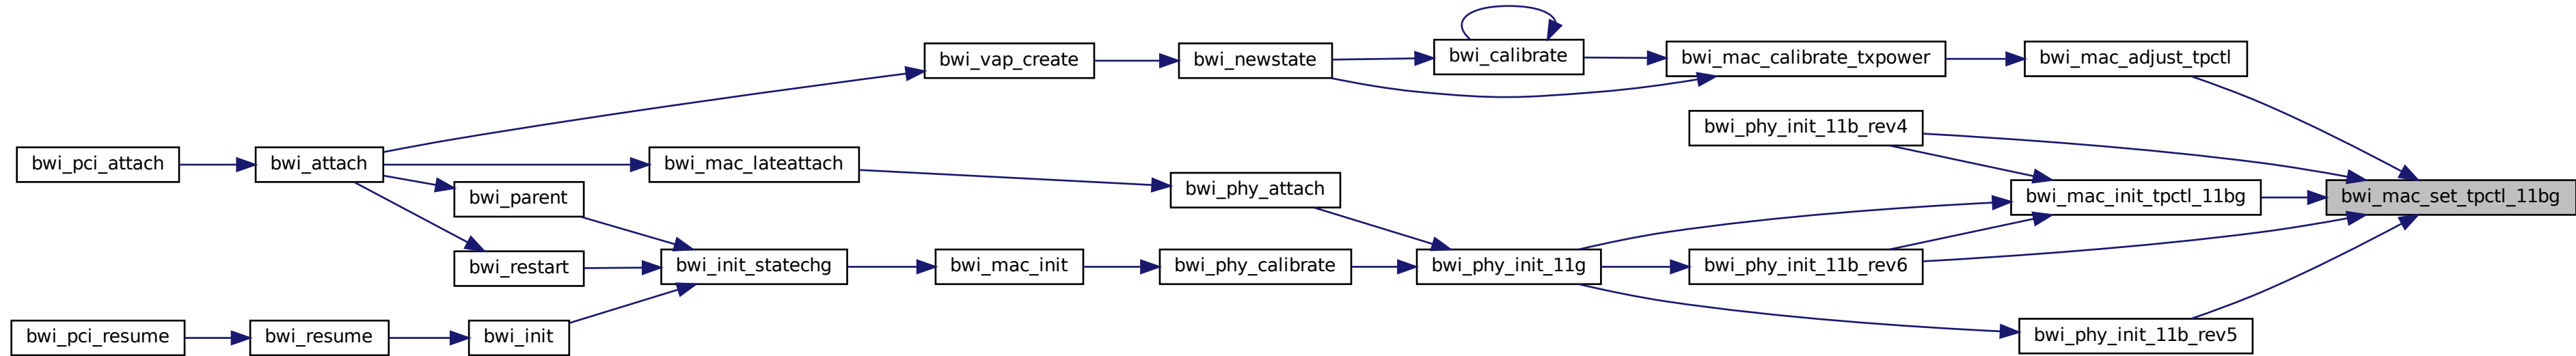 bwi_vap_create
bwi_newstate
bwi_calibrate
bwi_mac_calibrate_txpower
bwi_mac_adjust_tpctl
bwi_phy_init_11b_rev4
bwi_pci_attach
bwi_attach
bwi_mac_lateattach
bwi_phy_attach
bwi_parent
bwi_mac_init_tpctl_11bg
bwi_mac_set_tpctl_11bg
bwi_restart
bwi_init_statechg
bwi_mac_init
bwi_phy_calibrate
bwi_phy_init_11g
bwi_phy_init_11b_rev6
bwi_pci_resume
bwi_resume
bwi_init
bwi_phy_init_11b_rev5